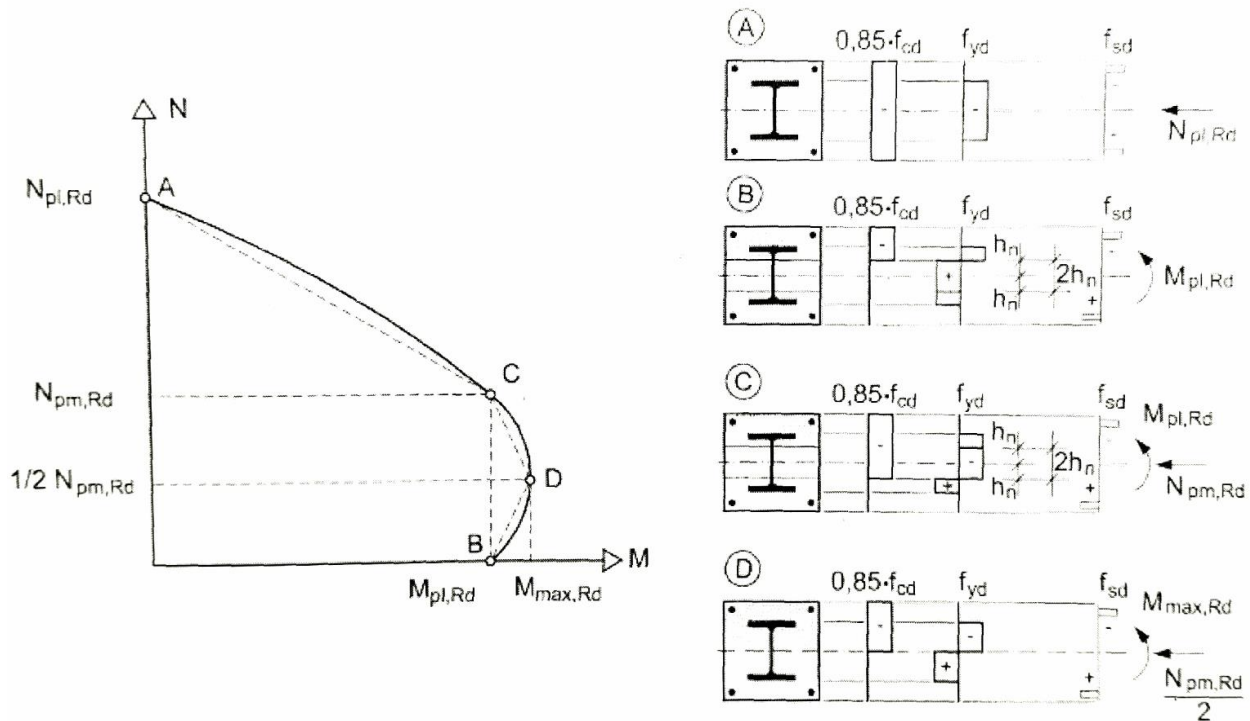 N
N_pl,Rd
A
C
N_pm,Rd
1/2 N_pm,Rd
D
B
M
M_pl,Rd M_max,Rd
A
0,85·f_cd f_yd f_sd
-
-
-
-
N_pl,Rd
B
0,85·f_cd f_yd f_sd
-
h_n
-
+
2h_n
M_pl,Rd
h_n
+
C
0,85·f_cd f_yd f_sd
M_pl,Rd
-
h_n
-
-
2h_n
+
h_n
+
N_pm,Rd
D
0,85·f_cd f_yd f_sd
M_max,Rd
-
-
-
+
+
N_pm,Rd
2